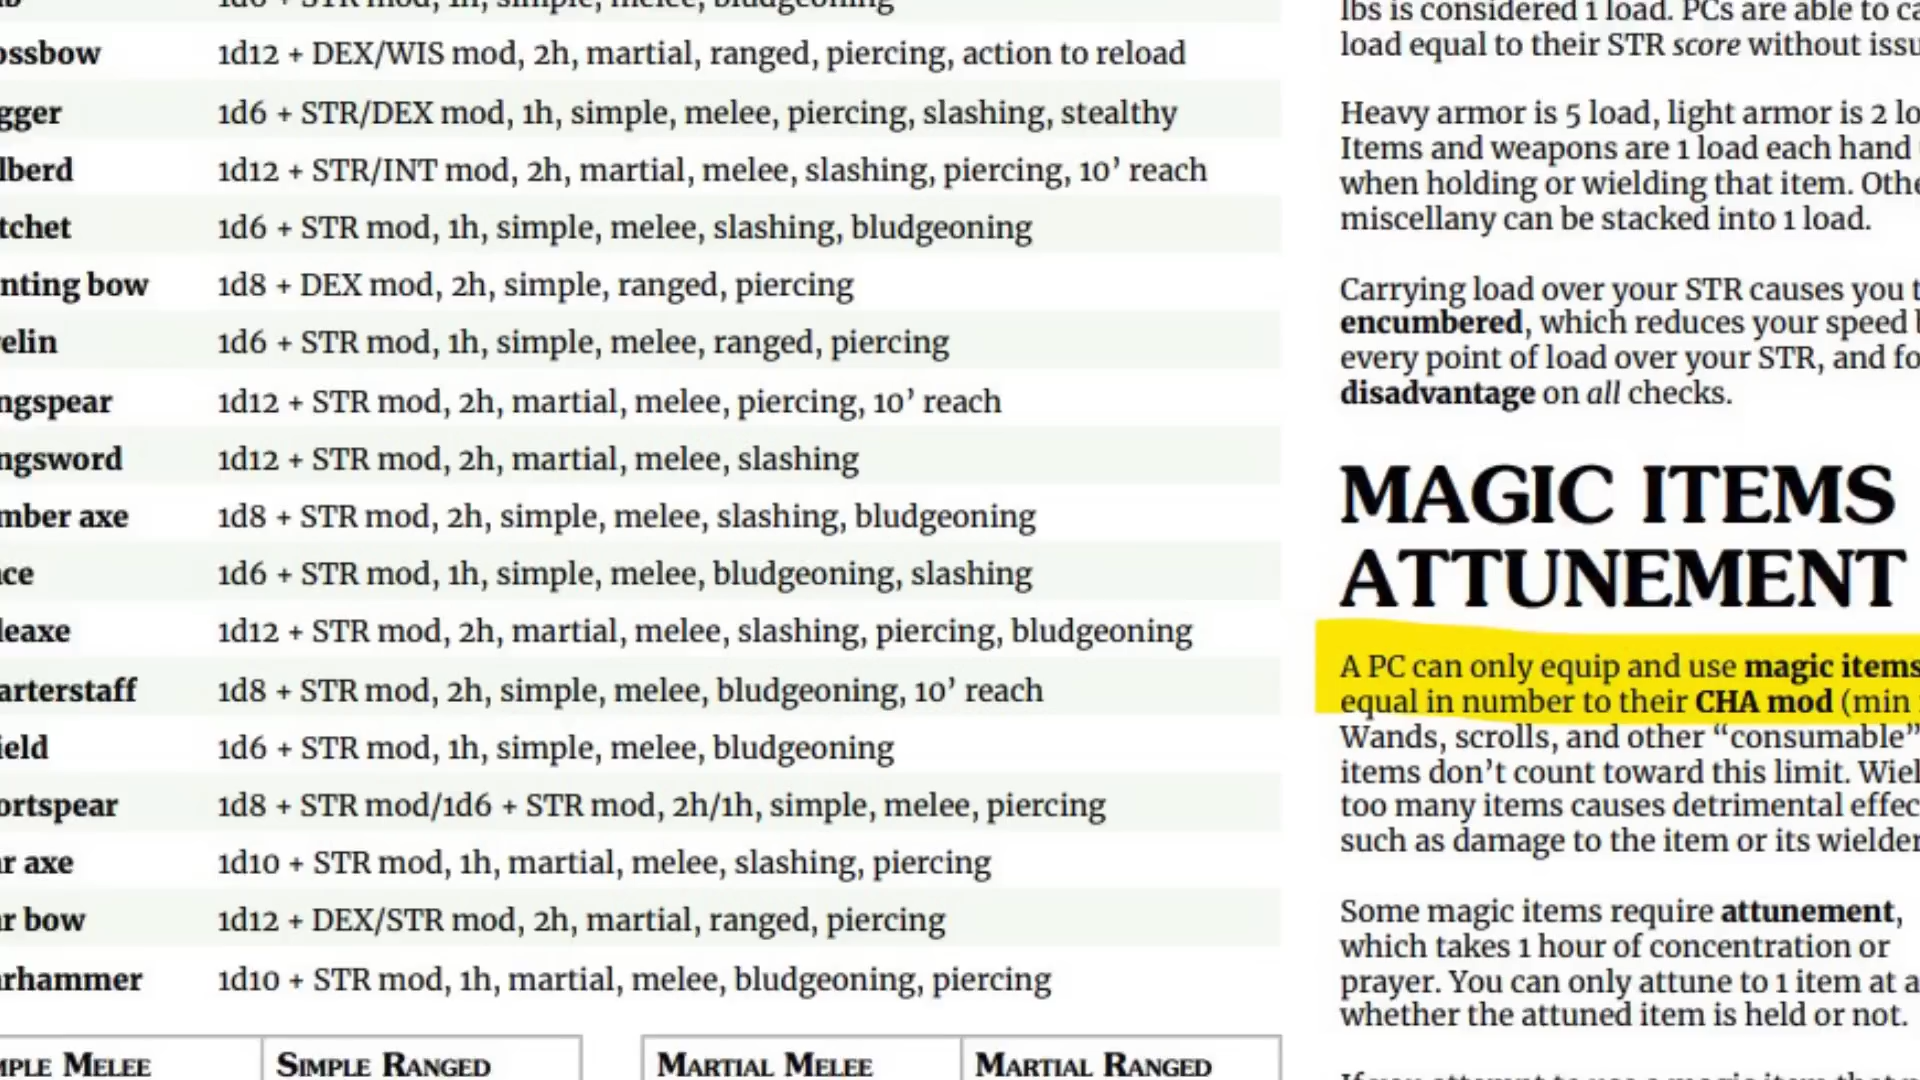 1d6 + STR mod, 1h, simple, melee, bludgeoning
ossbow 1d12 + DEX/WIS mod, 2h, martial, ranged, piercing, action to reload
gger 1d6 + STR/DEX mod, 1h, simple, melee, piercing, slashing, stealthy
lberd 1d12 + STR/INT mod, 2h, martial, melee, slashing, piercing, 10’ reach
tchet 1d6 + STR mod, 1h, simple, melee, slashing, bludgeoning
nting bow 1d8 + DEX mod, 2h, simple, ranged, piercing
elin 1d6 + STR mod, 1h, simple, melee, ranged, piercing
ngspear 1d12 + STR mod, 2h, martial, melee, piercing, 10’ reach
ngsword 1d12 + STR mod, 2h, martial, melee, slashing
mber axe 1d8 + STR mod, 2h, simple, melee, slashing, bludgeoning
ce 1d6 + STR mod, 1h, simple, melee, bludgeoning, slashing
leaxe 1d12 + STR mod, 2h, martial, melee, slashing, piercing, bludgeoning
arterstaff 1d8 + STR mod, 2h, simple, melee, bludgeoning, 10’ reach
ield 1d6 + STR mod, 1h, simple, melee, bludgeoning
ortspear 1d8 + STR mod/1d6 + STR mod, 2h/1h, simple, melee, piercing
r axe 1d10 + STR mod, 1h, martial, melee, slashing, piercing
r bow 1d12 + DEX/STR mod, 2h, martial, ranged, piercing
rhammer 1d10 + STR mod, 1h, martial, melee, bludgeoning, piercing
MPLE MELEE SIMPLE RANGED MARTIAL MELEE MARTIAL RANGED
lbs is considered 1 load. PCs are able to ca
load equal to their STR score without issu
Heavy armor is 5 load, light armor is 2 lo
Items and weapons are 1 load each hand
when holding or wielding that item. Othe
miscellany can be stacked into 1 load.
Carrying load over your STR causes you t
encumbered, which reduces your speed b
every point of load over your STR, and fo
disadvantage on all checks.
MAGIC ITEMS
ATTUNEMENT
A PC can only equip and use magic items
equal in number to their CHA mod (min
Wands, scrolls, and other “consumable”
items don’t count toward this limit. Wiel
too many items causes detrimental effec
such as damage to the item or its wielder
Some magic items require attunement,
which takes 1 hour of concentration or
prayer. You can only attune to 1 item at a
whether the attuned item is held or not.